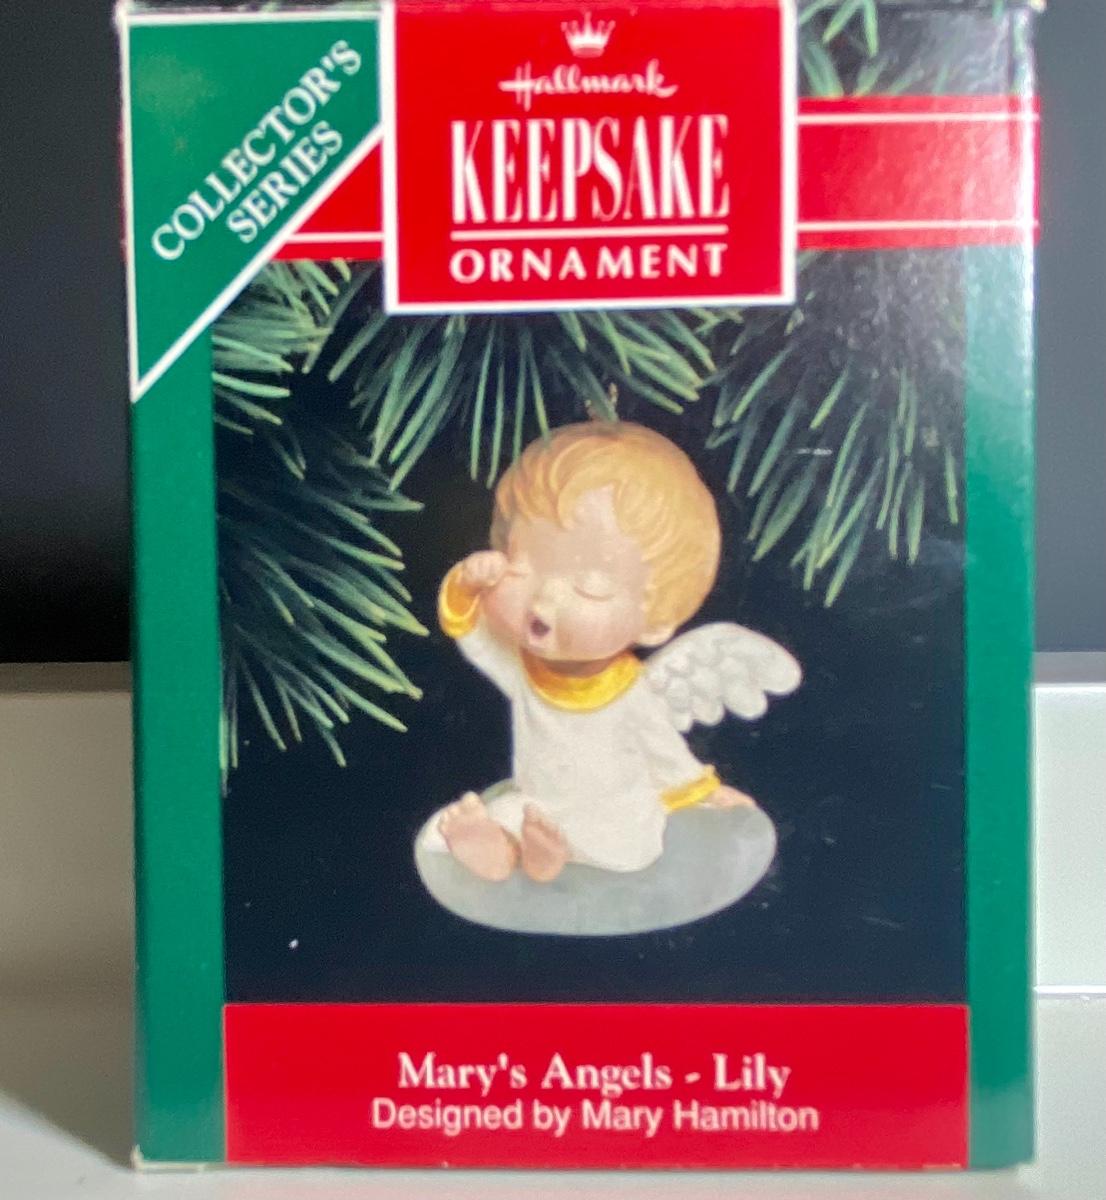 COLLECTOR'S
SERIES
Hallmark
KEEPSAKE
ORNAMENT
Mary's Angels - Lily
Designed by Mary Hamilton